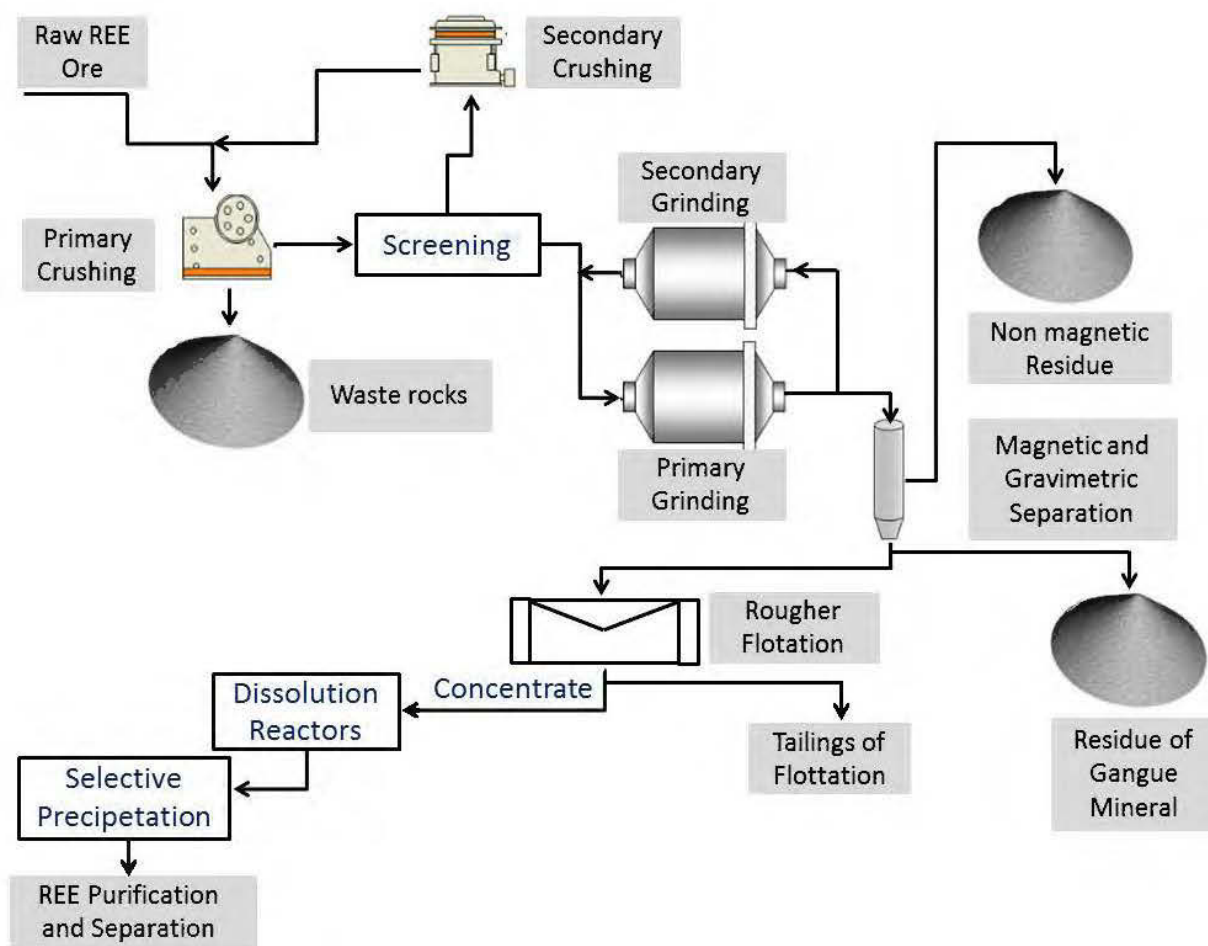 Raw REE
Ore
Secondary
Crushing
Primary
Crushing
Screening
Secondary
Grinding
Waste rocks
Primary
Grinding
Non magnetic
Residue
Magnetic and
Gravimetric
Separation
Rougher
Flotation
Concentrate
Dissolution
Reactors
Tailings of
Flottation
Residue of
Gangue
Mineral
Selective
Precipetation
REE Purification
and Separation